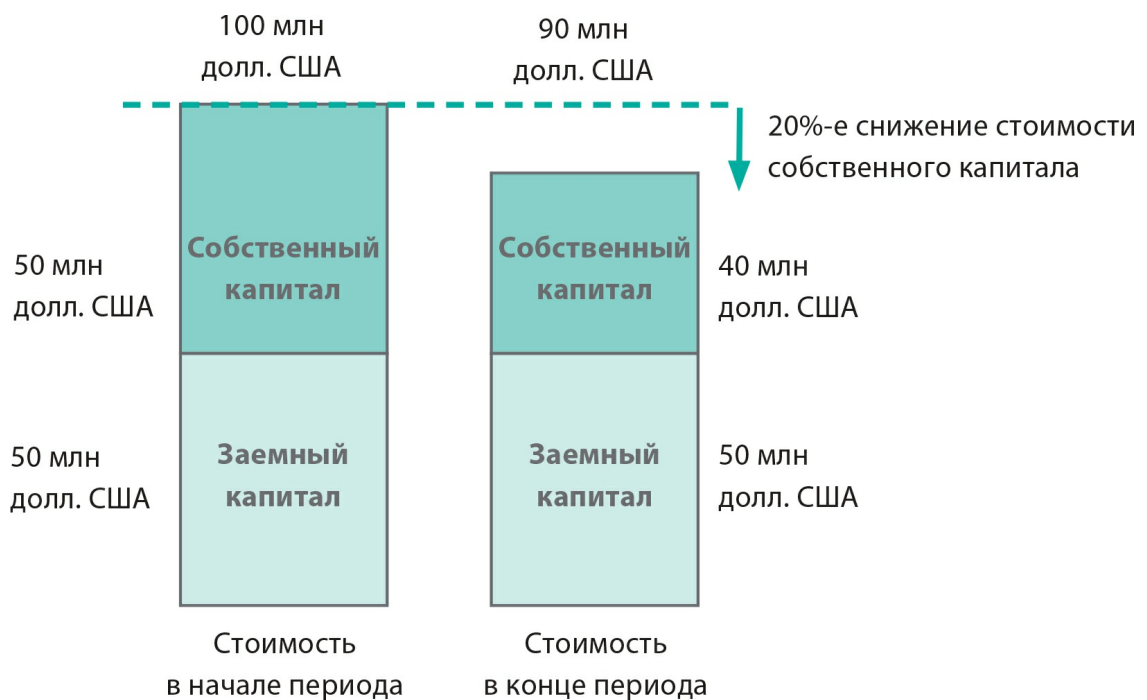 100 млн
долл. США
90 млн
долл. США
20%-е снижение стоимости
собственного капитала
50 млн
долл. США
Собственный
капитал
Собственный
капитал
40 млн
долл. США
50 млн
долл. США
Заемный
капитал
Заемный
капитал
50 млн
долл. США
Стоимость
в начале периода
Стоимость
в конце периода